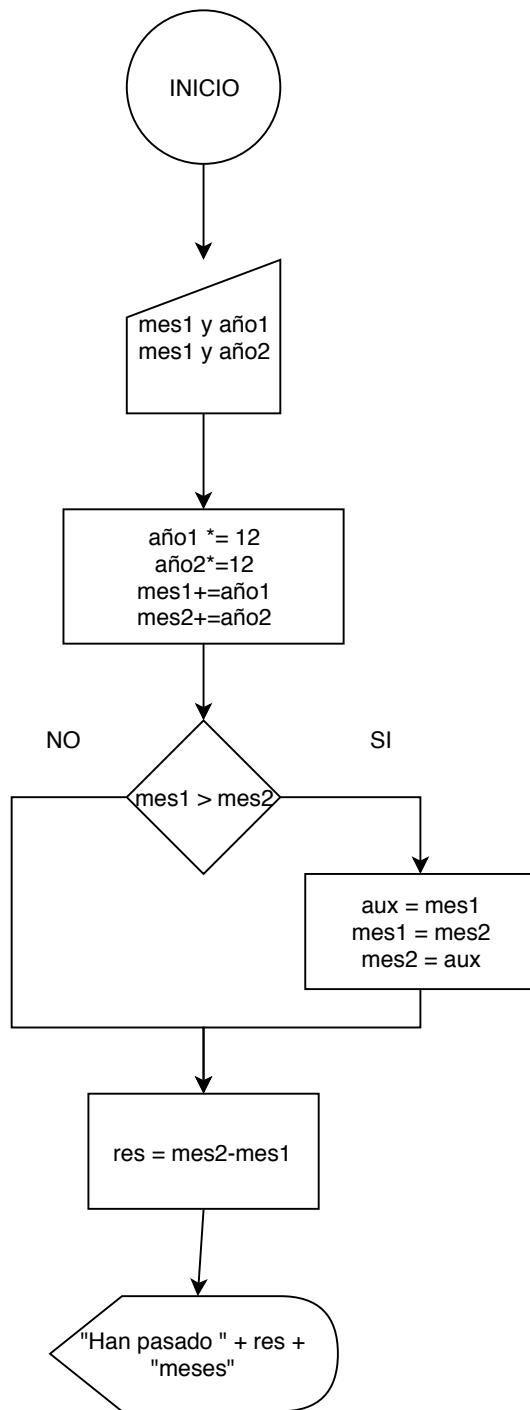 INICIO
mes1 y año1
mes1 y año2
año1 *= 12
año2*=12
mes1+=año1
mes2+=año2
NO
SI
mes1 > mes2
aux = mes1
mes1 = mes2
mes2 = aux
res = mes2-mes1
"Han pasado " + res +
"meses"